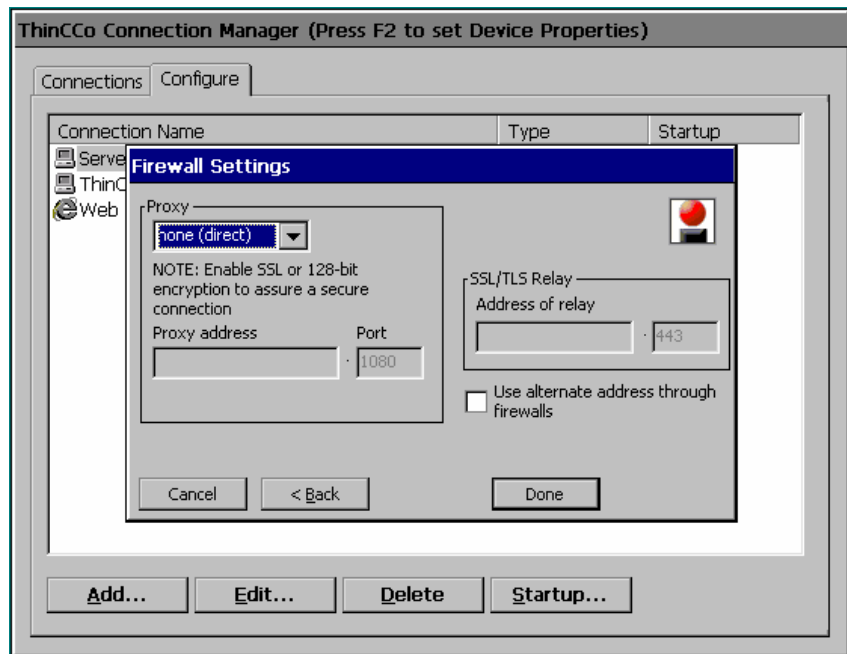 ThinCCo Connection Manager (Press F2 to set Device Properties)
Connections Configure
Connection Name Type Startup
Serve
ThinC
Web
Firewall Settings
Proxy
none (direct)
NOTE: Enable SSL or 128-bit
encryption to assure a secure
connection
Proxy address Port
1080
SSL/TLS Relay
Address of relay
443
Use alternate address through
firewalls
Cancel < Back Done
Add... Edit... Delete Startup...